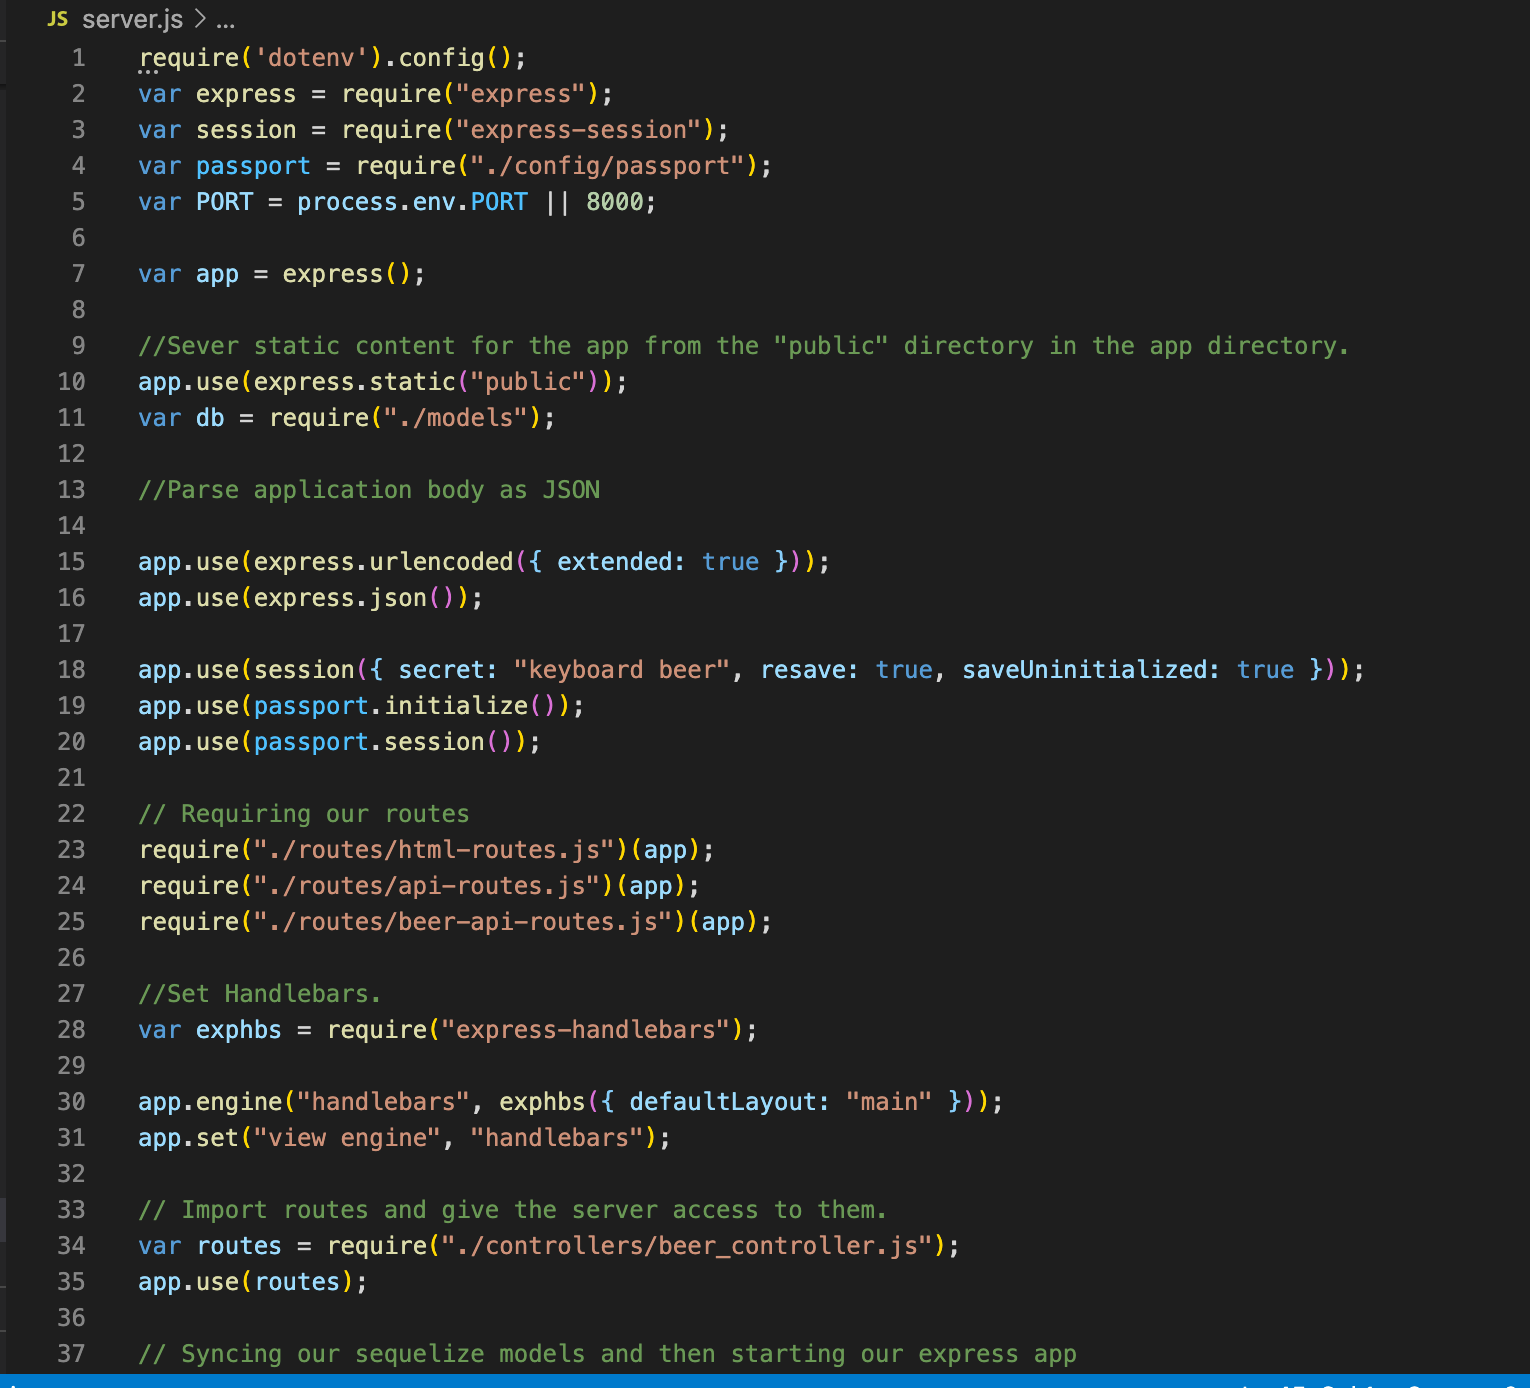 JS server.js > ...
1 require('dotenv').config();
2 var express = require("express");
3 var session = require("express-session");
4 var passport = require("./config/passport");
5 var PORT = process.env.PORT || 8000;
6
7 var app = express();
8
9 //Sever static content for the app from the "public" directory in the app directory.
10 app.use(express.static("public"));
11 var db = require("./models");
12
13 //Parse application body as JSON
14
15 app.use(express.urlencoded({ extended: true }));
16 app.use(express.json());
17
18 app.use(session({ secret: "keyboard beer", resave: true, saveUninitialized: true }));
19 app.use(passport.initialize());
20 app.use(passport.session());
21
22 // Requiring our routes
23 require("./routes/html-routes.js")(app);
24 require("./routes/api-routes.js")(app);
25 require("./routes/beer-api-routes.js")(app);
26
27 //Set Handlebars.
28 var exphbs = require("express-handlebars");
29
30 app.engine("handlebars", exphbs({ defaultLayout: "main" }));
31 app.set("view engine", "handlebars");
32
33 // Import routes and give the server access to them.
34 var routes = require("./controllers/beer_controller.js");
35 app.use(routes);
36
37 // Syncing our sequelize models and then starting our express app